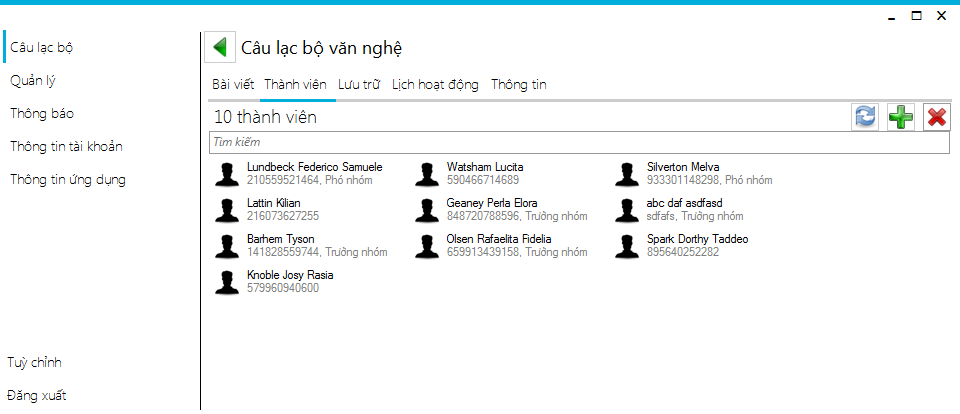 Câu lạc bộ
Quản lý
Thông báo
Thông tin tài khoản
Thông tin ứng dụng
Tuỳ chỉnh
Đăng xuất
Câu lạc bộ văn nghệ
Bài viết Thành viên Lưu trữ Lịch hoạt động Thông tin
10 thành viên
Tìm kiếm
Lundbeck Federico Samuele
210559521464, Phó nhóm
Watsham Lucita
590466714689
Silverton Melva
933301148298, Phó nhóm
Lattin Kilian
216073627255
Geaney Perla Elora
848720788596, Trưởng nhóm
abc daf asdfasd
sdfafs, Trưởng nhóm
Barhem Tyson
141828559744, Trưởng nhóm
Olsen Rafaelita Fidelia
659913439158, Trưởng nhóm
Spark Dorthy Taddeo
895640252282
Knoble Josy Rasia
579960940600